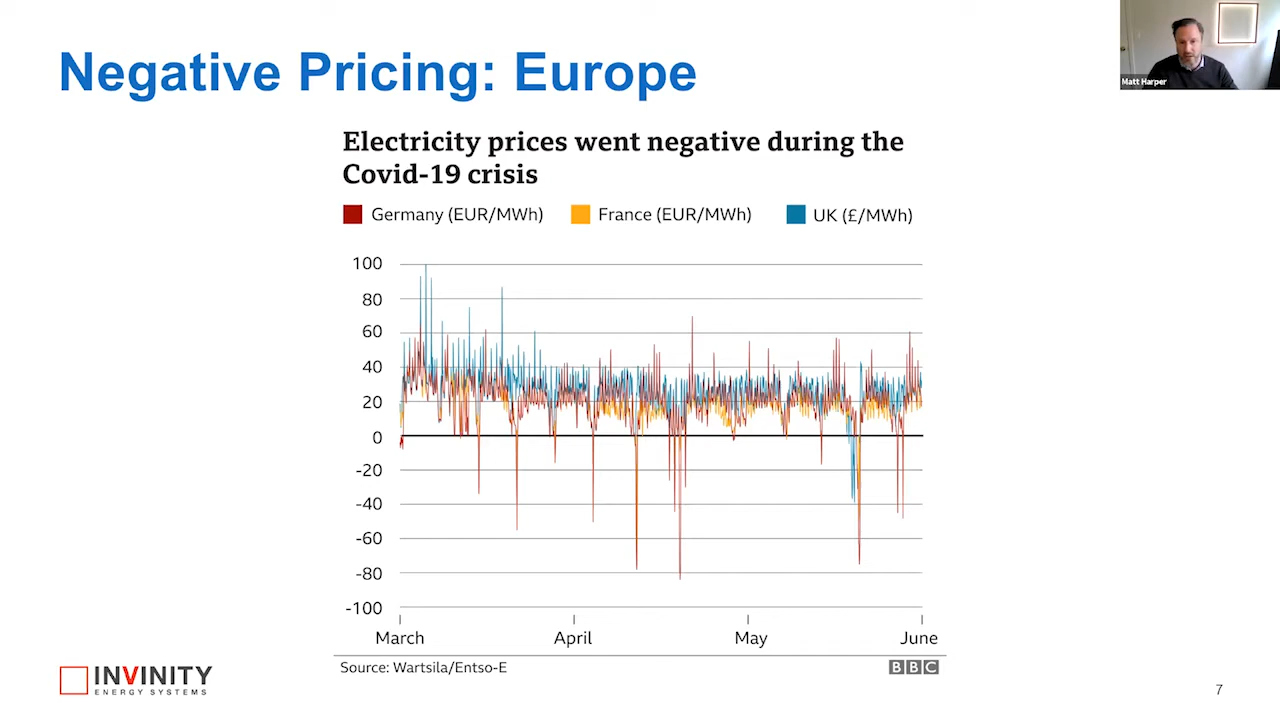 Negative Pricing: Europe
Matt Harper
Electricity prices went negative during the
Covid-19 crisis
Germany (EUR/MWh) France (EUR/MWh) UK (£/MWh)
100
80
60
40
20
0
-20
-40
-60
-80
-100
March April May June
Source: Wartsila/Entso-E BBC
INVINITY
ENERGY SYSTEMS
7